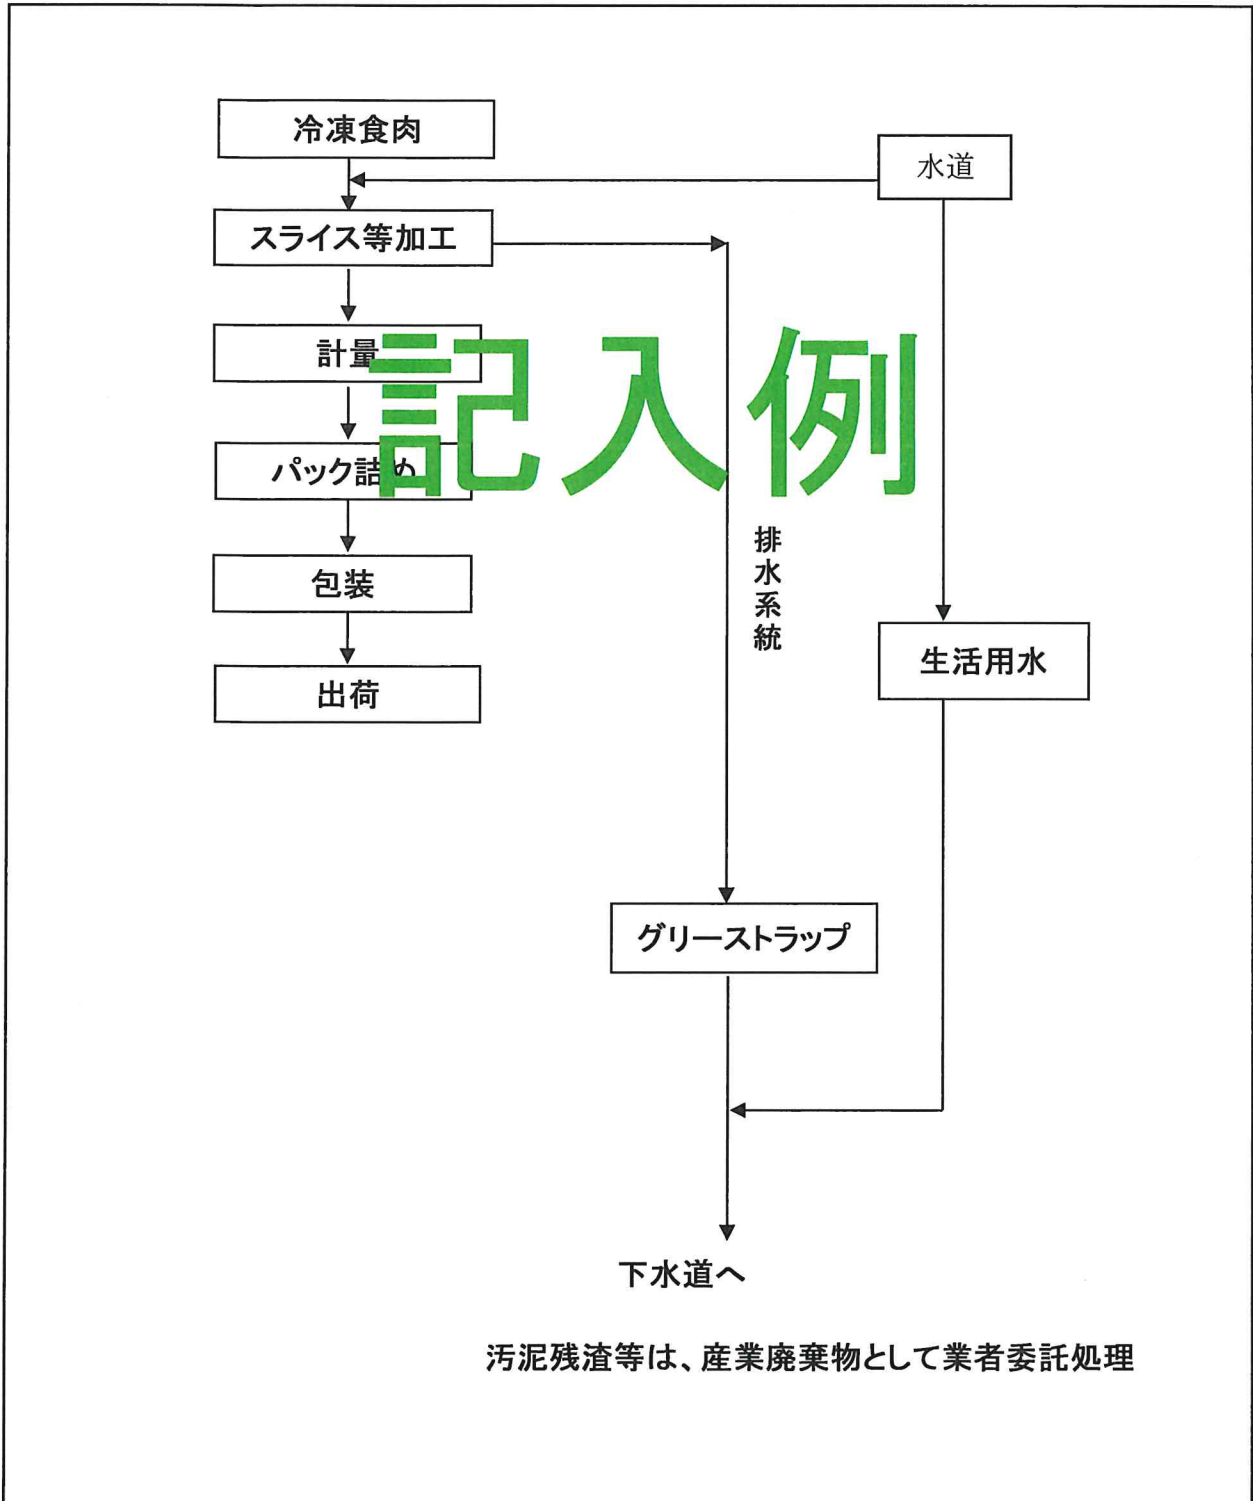 冷凍食肉
水道
スライス等加工
計量
記入例
パック詰め
包装
排水系統
生活用水
出荷
グリーストラップ
下水道へ
汚泥残渣等は、産業廃棄物として業者委託処理